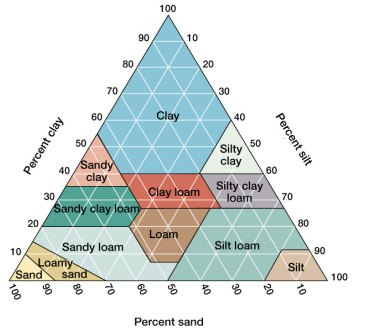 100
90 10
80 20
70 30
60 40
Clay
50 50
40 60
30 70
20 80
10 90
100
Percent clay
Percent silt
Silty
clay
Sandy
clay
Clay loam
Silty clay
loam
Sandy clay loam
Loam
Sandy loam
Silt loam
Loamy
sand
Sand
Silt
100 90 80 70 60 50 40 30 20 10
Percent sand